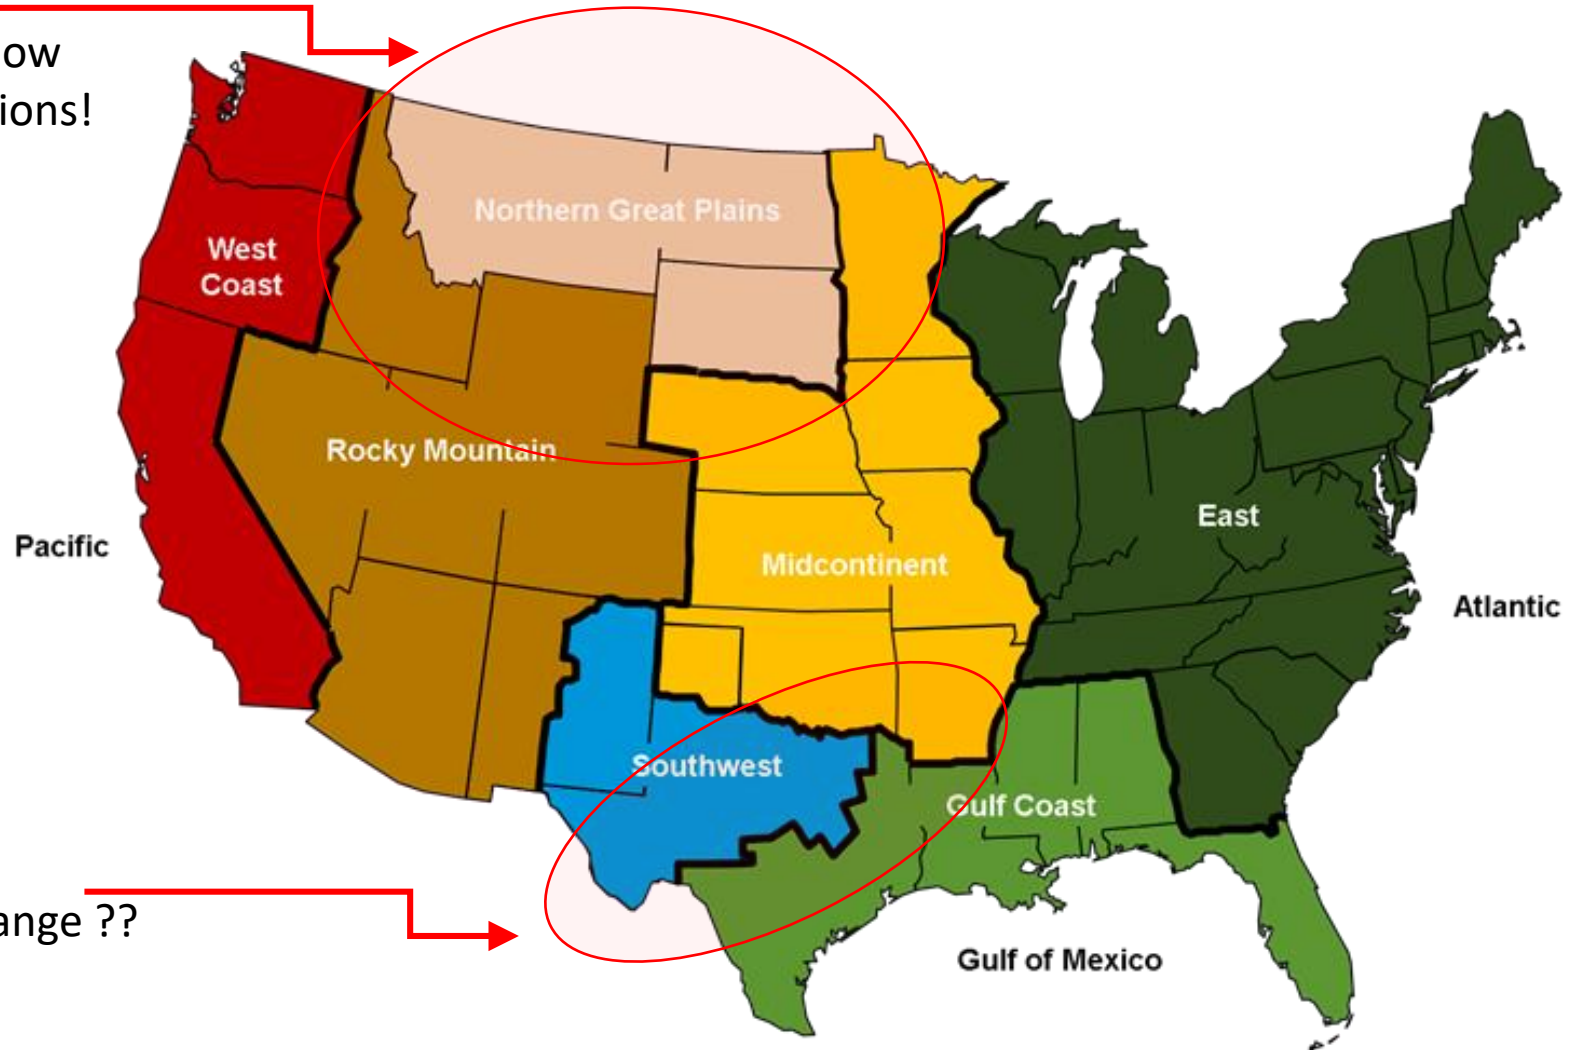 ow
ions!
Northern Great Plains
West
Coast
Rocky Mountain
East
Pacific
Midcontinent
Atlantic
Southwest
Gulf Coast
ange ??
Gulf of Mexico